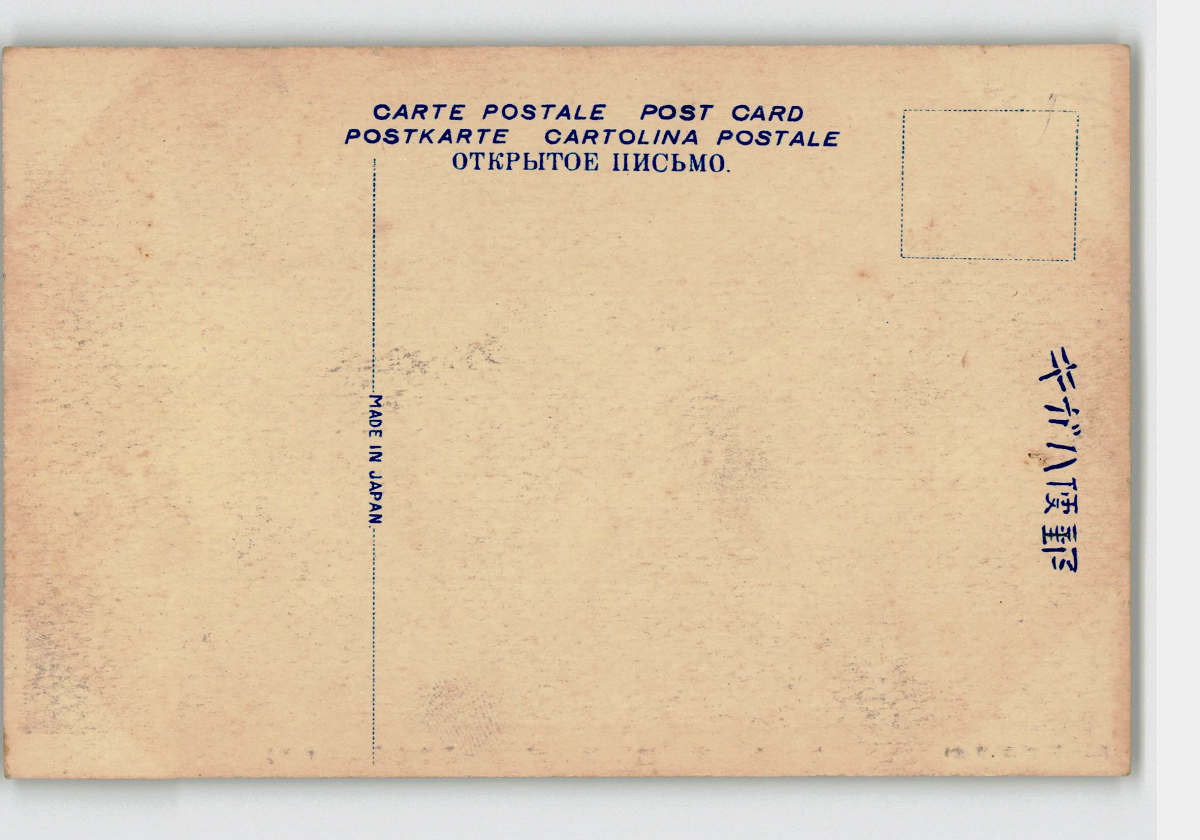 CARTE POSTALE POST CARD
POSTKARTE CARTOLINA POSTALE
ОТКРЫТОЕ ПИСЬМО.
MADE IN JAPAN.
郵便ハガキ